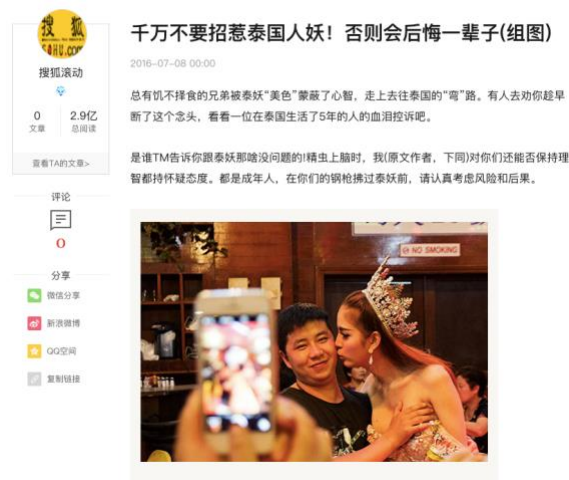 搜狐
SOHU.com
搜狐滚动
0
文章
2.9亿
总阅读
查看TA的文章>
评论
0
分享
微信分享
新浪微博
QQ空间
复制链接
千万不要招惹泰国人妖！否则会后悔一辈子(组图)
2016-07-08 00:00
总有饥不择食的兄弟被泰妖“美色”蒙蔽了心智，走上去往泰国的“弯”路。有人去劝你趁早
断了这个念头，看看一位在泰国生活了5年的人的血泪控诉吧。
是谁TM告诉你跟泰妖那啥没问题的!精虫上脑时，我(原文作者，下同)对你们还能否保持理
智都持怀疑态度。都是成年人，在你们的钢枪拂过泰妖前，请认真考虑风险和后果。
NO SMOKING